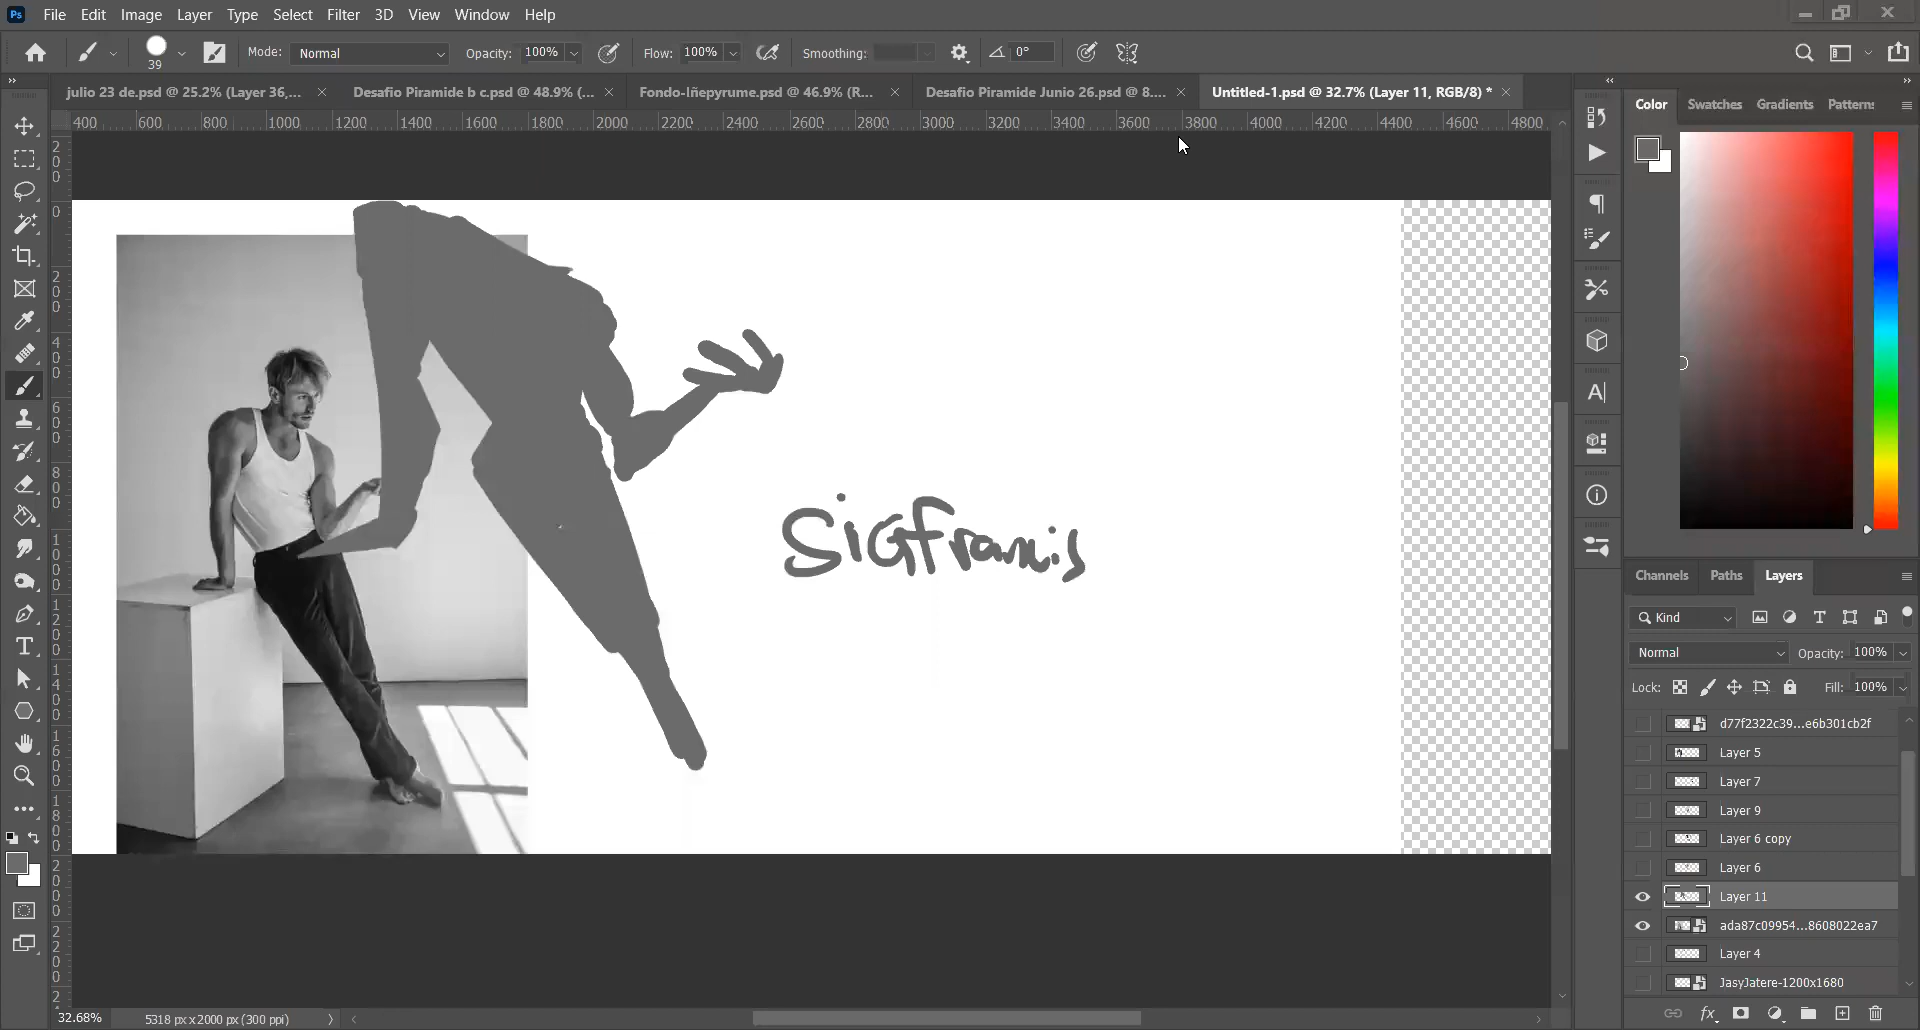 Ps File Edit Image Layer Type Select Filter 3D View Window Help
39 Mode: Normal Opacity: 100% Flow: 100% Smoothing: 0°
julio 23 de.psd @ 25.2% (Layer 36,... Desafio Piramide b c.psd @ 48.9% (... Fondo-Iñepyrume.psd @ 46.9% (R... Desafio Piramide Junio 26.psd @ 8.... Untitled-1.psd @ 32.7% (Layer 11, RGB/8) *
400 600 800 1000 1200 1400 1600 1800 2000 2200 2400 2600 2800 3000 3200 3400 3600 3800 4000 4200 4400 4600 4800
Color Swatches Gradients Patterns
SiGfranis
Channels Paths Layers
Kind
Normal Opacity: 100%
Lock: Fill: 100%
d77f2322c39...e6b301cb2f
Layer 5
Layer 7
Layer 9
Layer 6 copy
Layer 6
Layer 11
ada87c09954...8608022ea7
Layer 4
JasyJatere-1200x1680
32.68% 5318 px x 2000 px (300 ppi)